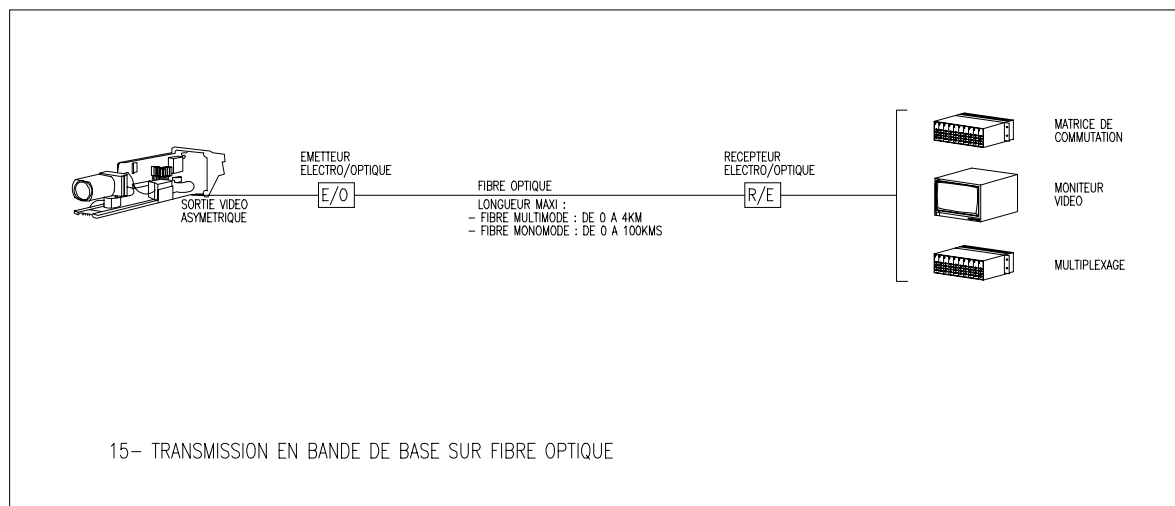 SORTIE VIDEO
ASYMETRIQUE
EMETTEUR
ELECTRO/OPTIQUE
E/O
FIBRE OPTIQUE
LONGUEUR MAXI :
– FIBRE MULTIMODE : DE 0 A 4KM
– FIBRE MONOMODE : DE 0 A 100KMS
RECEPTEUR
ELECTRO/OPTIQUE
R/E
MATRICE DE
COMMUTATION
MONITEUR
VIDEO
MULTIPLEXAGE
15– TRANSMISSION EN BANDE DE BASE SUR FIBRE OPTIQUE